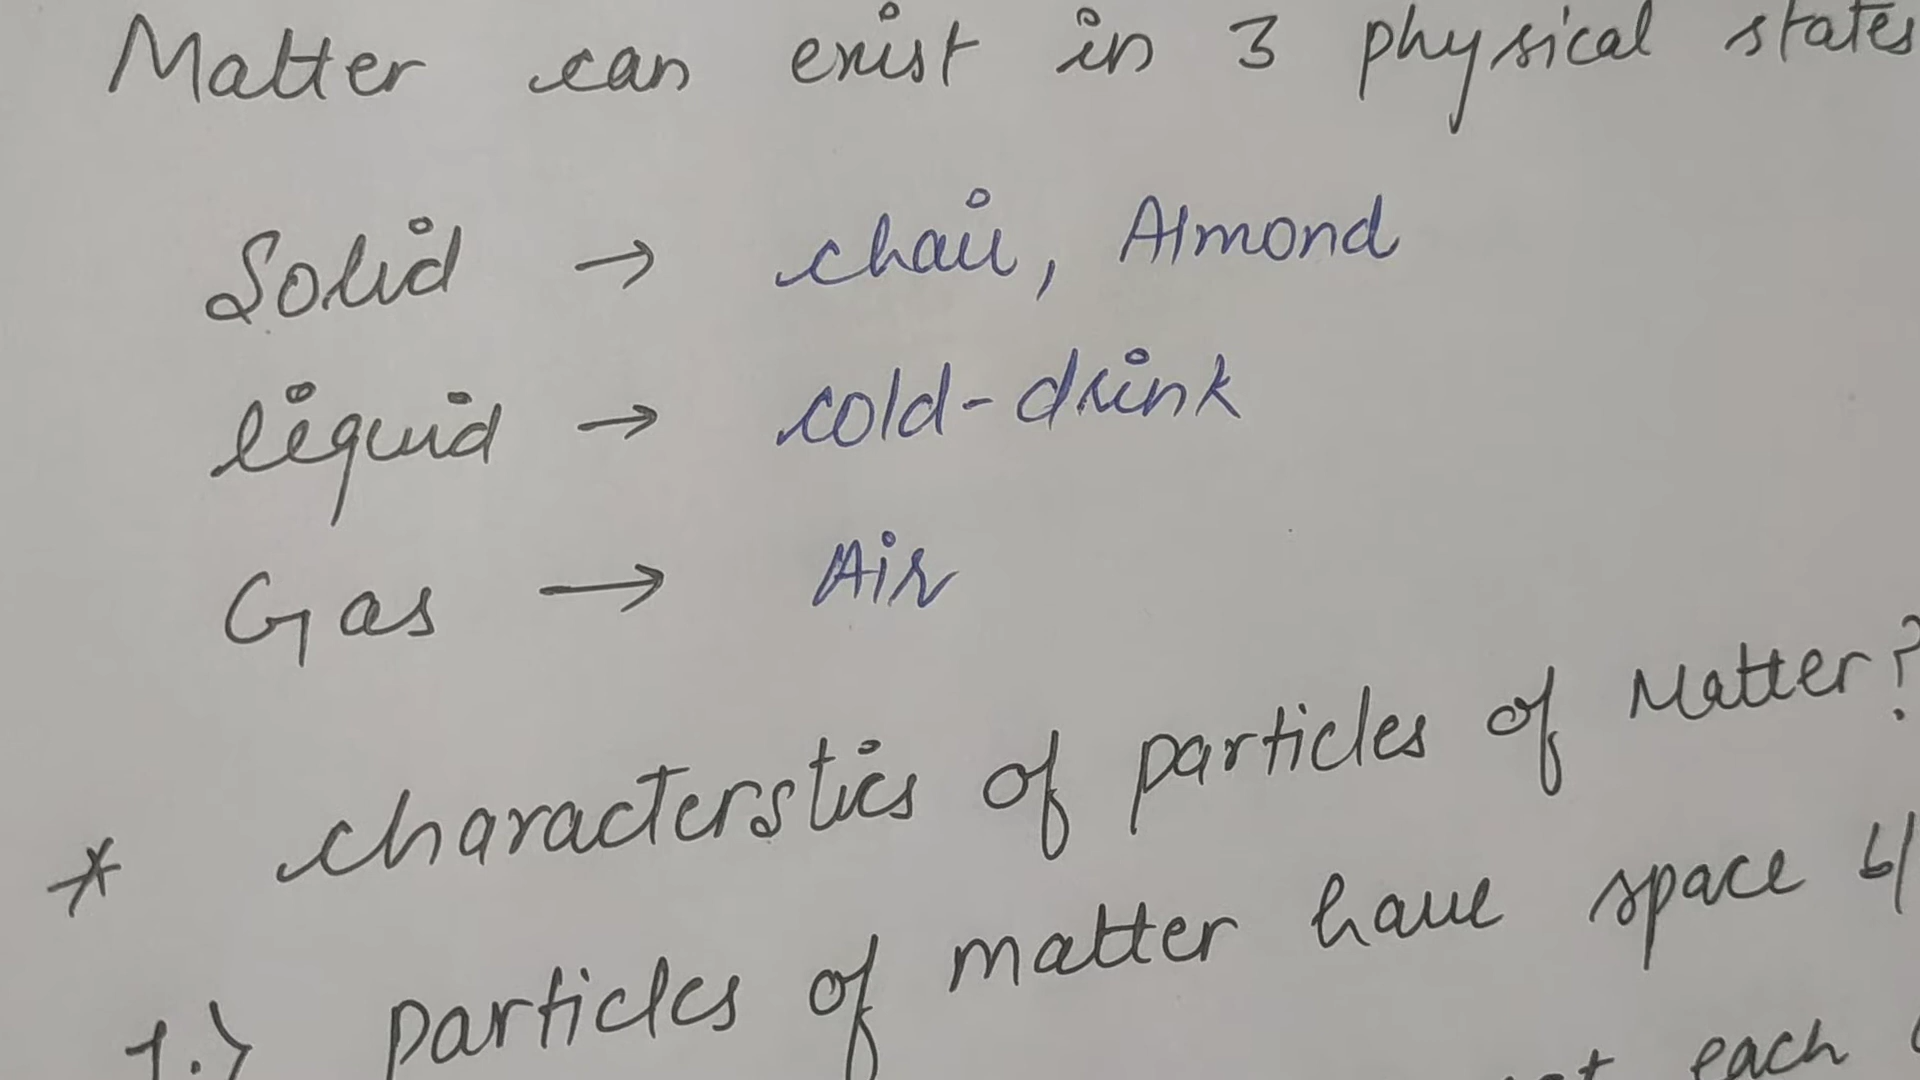 Matter can exist in 3 physical states
Solid → chair, Almond
liquid → cold-drink
Gas → Air
* characterstics of particles of Matter?
1.) particles of matter have space b/
each